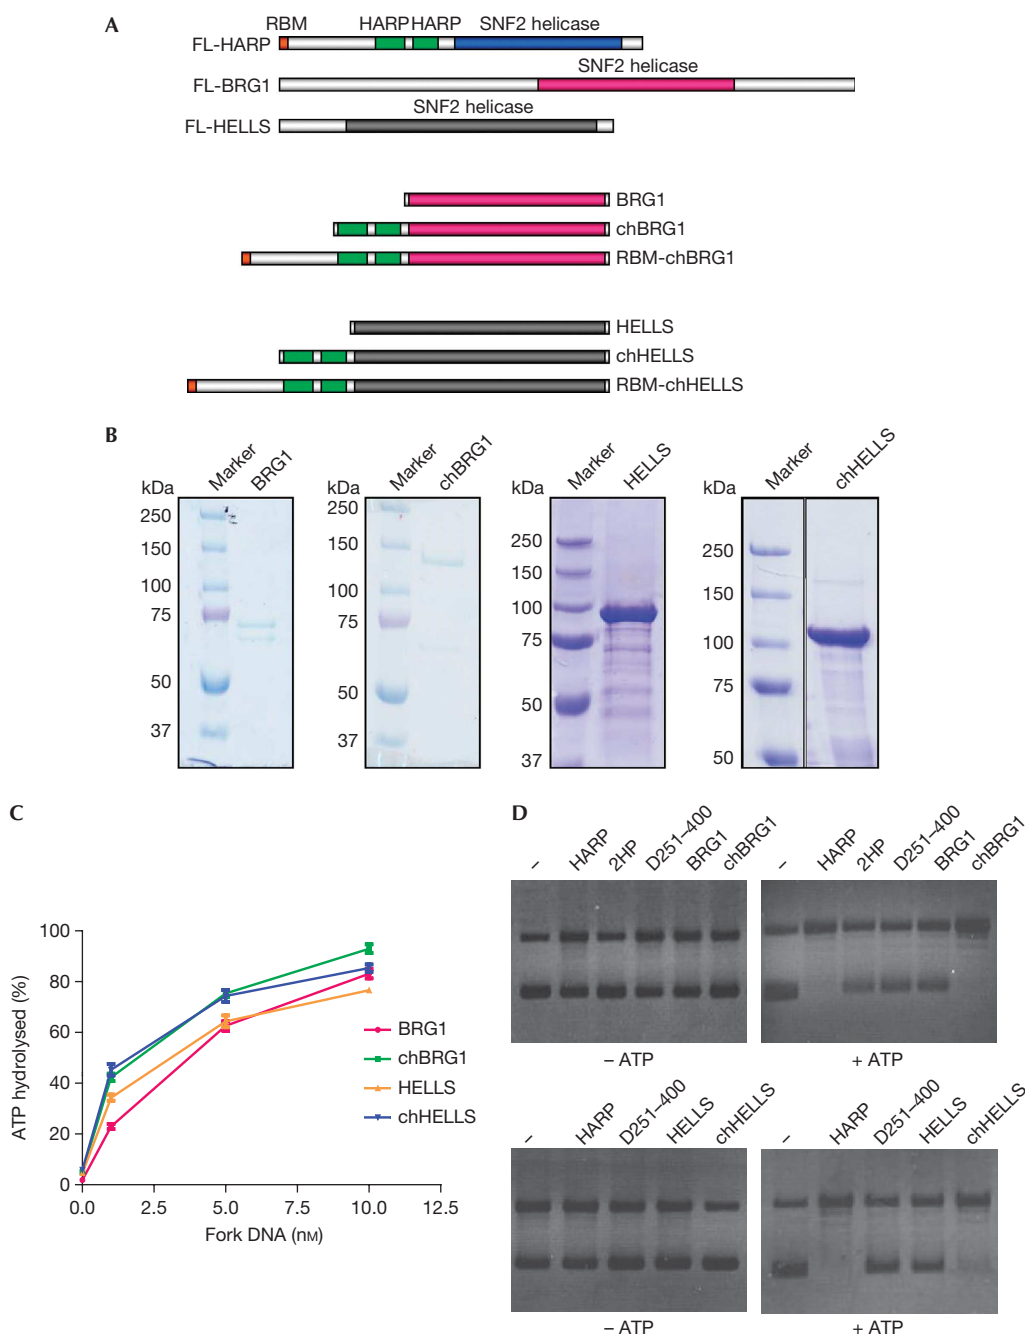 A
RBM HARP HARP SNF2 helicase
FL-HARP
SNF2 helicase
FL-BRG1
SNF2 helicase
FL-HELLS
BRG1
chBRG1
RBM-chBRG1
HELLS
chHELLS
RBM-chHELLS
B
kDa Marker BRG1
250
150
100
75
50
37
kDa Marker chBRG1
250
150
100
75
50
37
kDa Marker HELLS
250
150
100
75
50
37
kDa Marker chHELLS
250
150
100
75
50
C
ATP hydrolysed (%)
100
80
60
40
20
0
0.0 2.5 5.0 7.5 10.0 12.5
Fork DNA (nM)
BRG1
chBRG1
HELLS
chHELLS
D
– HARP 2HP D251–400 BRG1 chBRG1
– ATP
– HARP 2HP D251–400 BRG1 chBRG1
+ ATP
– HARP D251–400 HELLS chHELLS
– ATP
– HARP D251–400 HELLS chHELLS
+ ATP